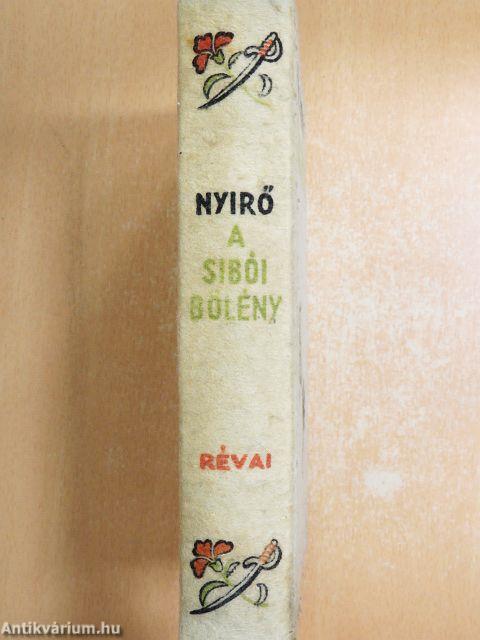 NYIRŐ
A
SIBÓI
BÖLÉNY
RÉVAI
Antikvárium.hu